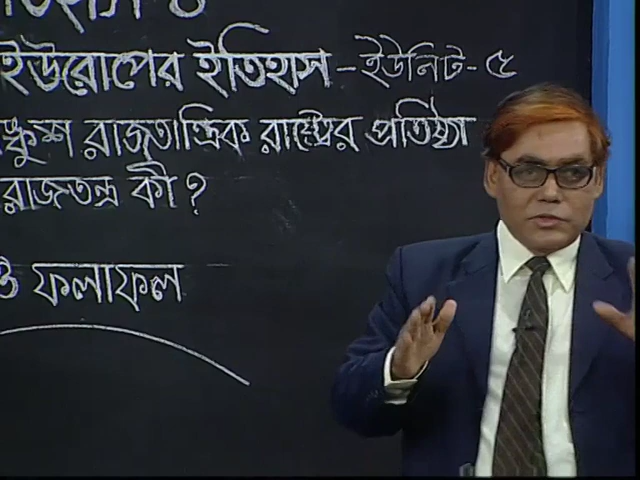 ইউরোপের ইতিহাস – ইউনিট - ৫
রাজতান্ত্রিক রাষ্ট্রের প্রতিষ্ঠা
রাজতন্ত্র কী ?
ও ফলাফল